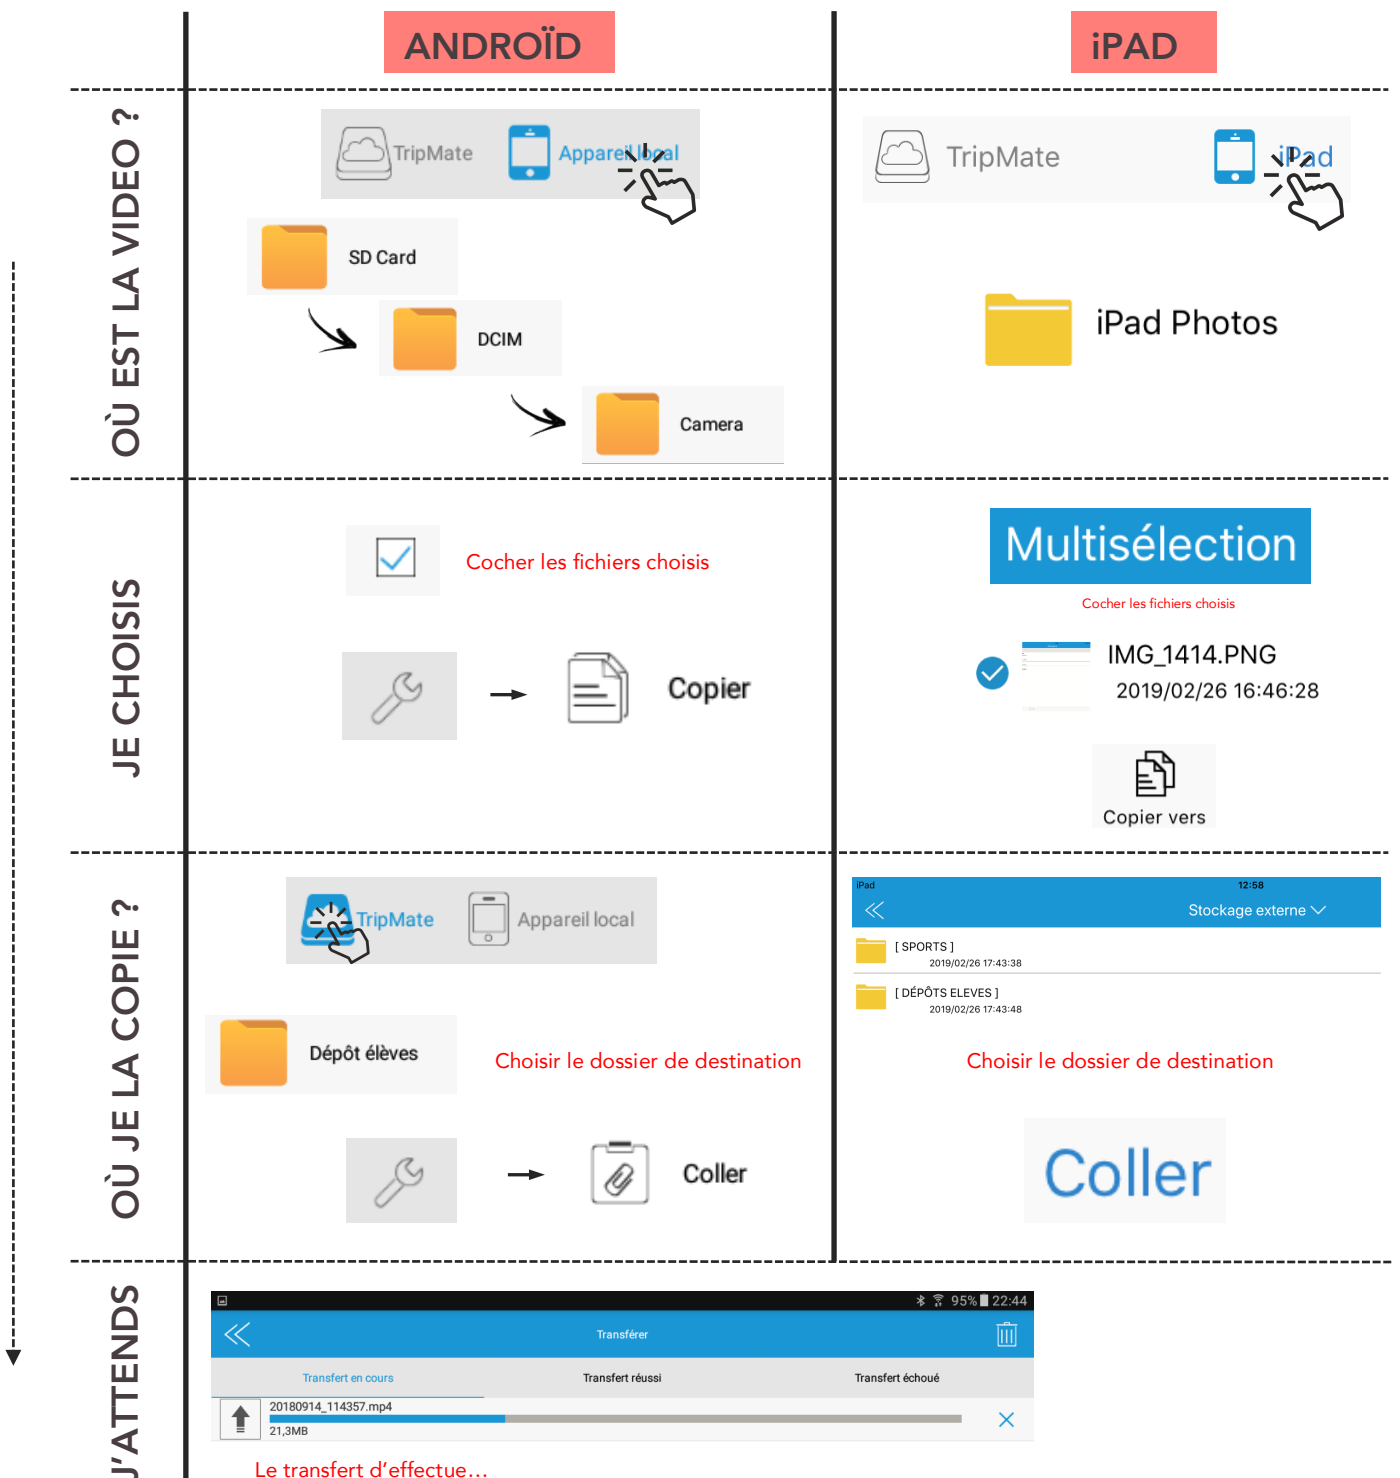 ANDROÏD
iPAD
OÙ EST LA VIDEO ?
TripMate
Appareil local
SD Card
DCIM
Camera
TripMate
iPad
iPad Photos
JE CHOISIS
Cocher les fichiers choisis
Copier
Multisélection
Cocher les fichiers choisis
IMG_1414.PNG
2019/02/26 16:46:28
Copier vers
OÙ JE LA COPIE ?
TripMate
Appareil local
Dépôt élèves
Choisir le dossier de destination
Coller
iPad
12:58
Stockage externe
[ SPORTS ]
2019/02/26 17:43:38
[ DÉPÔTS ELEVES ]
2019/02/26 17:43:48
Choisir le dossier de destination
Coller
J'ATTENDS
95% 22:44
Transférer
Transfert en cours
Transfert réussi
Transfert échoué
20180914_114357.mp4
21,3MB
Le transfert d'effectue…